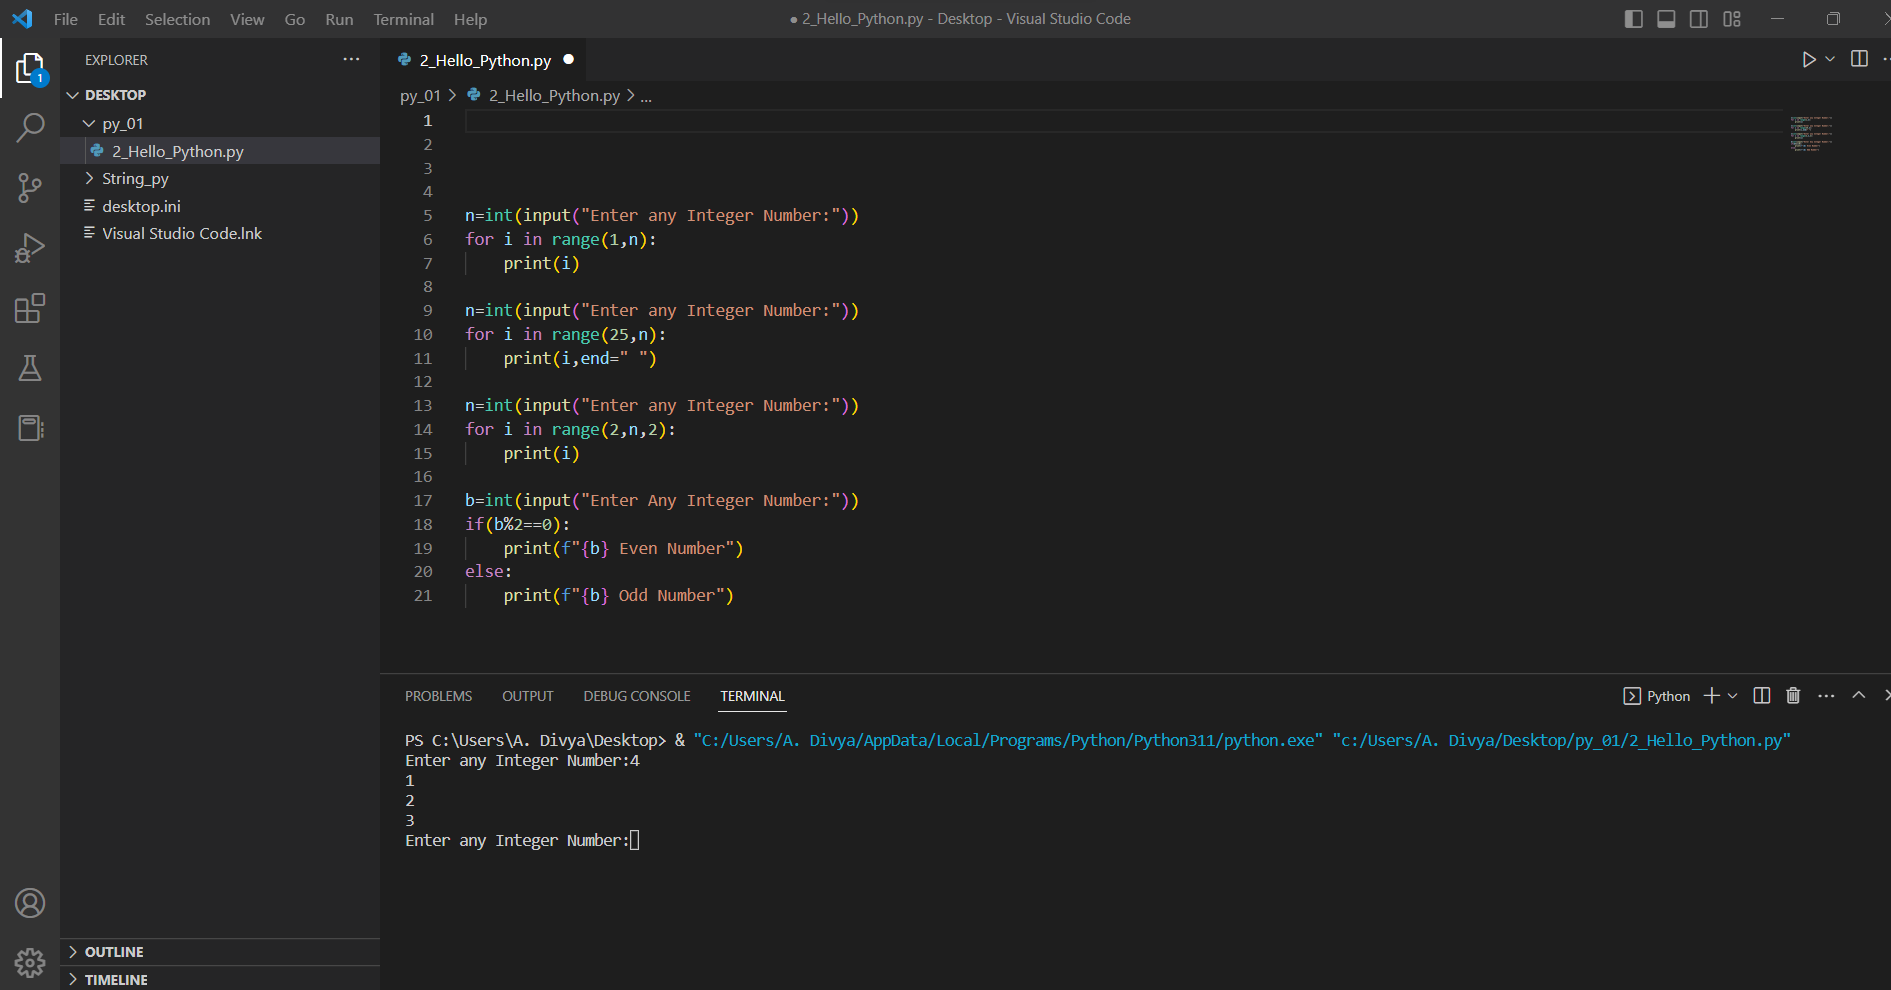 File Edit Selection View Go Run Terminal Help
● 2_Hello_Python.py - Desktop - Visual Studio Code
EXPLORER
1
DESKTOP
py_01
2_Hello_Python.py
String_py
desktop.ini
Visual Studio Code.lnk
OUTLINE
TIMELINE
2_Hello_Python.py
py_01 > 2_Hello_Python.py > ...
1
2
3
4
5 n=int(input("Enter any Integer Number:"))
6 for i in range(1,n):
7     print(i)
8
9 n=int(input("Enter any Integer Number:"))
10 for i in range(25,n):
11     print(i,end=" ")
12
13 n=int(input("Enter any Integer Number:"))
14 for i in range(2,n,2):
15     print(i)
16
17 b=int(input("Enter Any Integer Number:"))
18 if(b%2==0):
19     print(f"{b} Even Number")
20 else:
21     print(f"{b} Odd Number")
PROBLEMS OUTPUT DEBUG CONSOLE TERMINAL
Python
PS C:\Users\A. Divya\Desktop> & "C:/Users/A. Divya/AppData/Local/Programs/Python/Python311/python.exe" "c:/Users/A. Divya/Desktop/py_01/2_Hello_Python.py"
Enter any Integer Number:4
1
2
3
Enter any Integer Number: